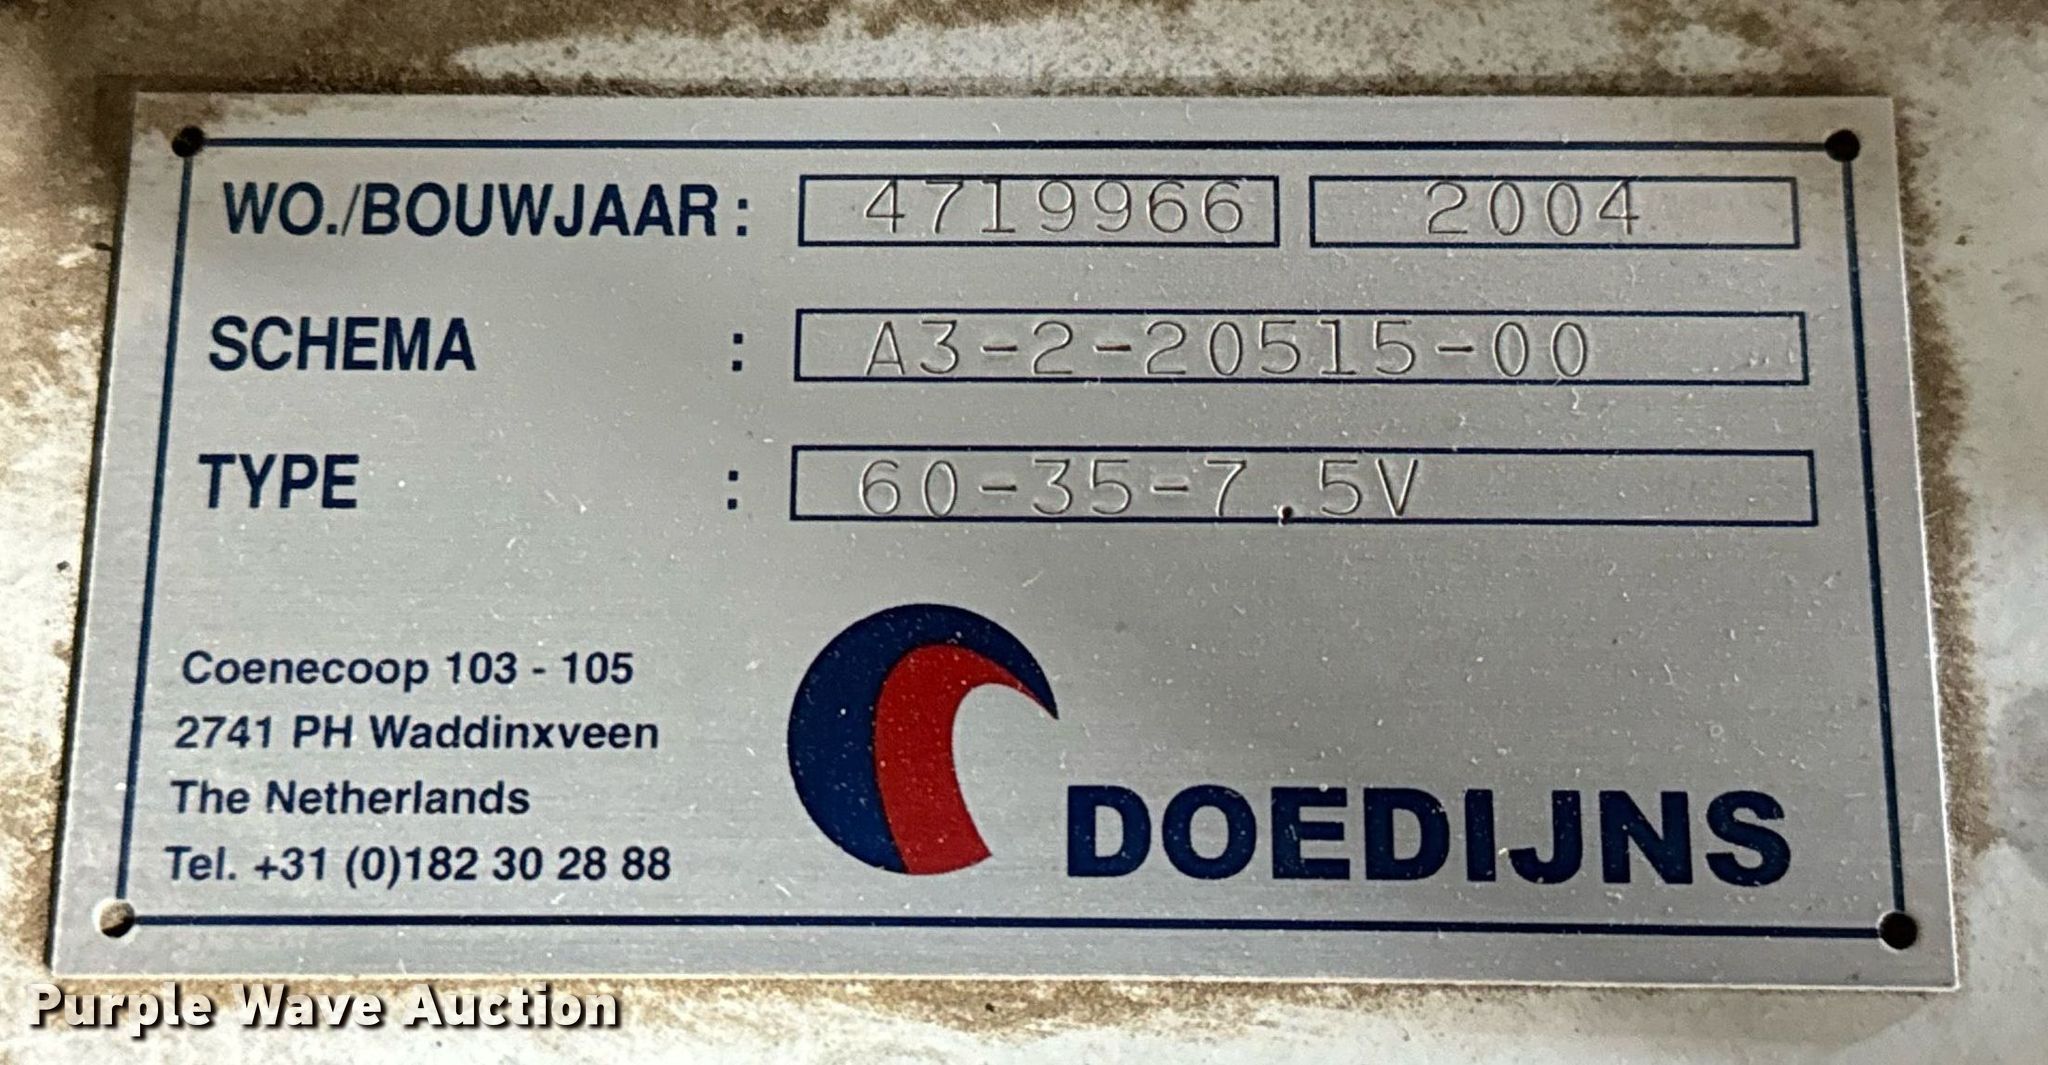 WO./BOUWJAAR : 4719966 2004
SCHEMA : A3-2-20515-00
TYPE : 60-35-7.5V
Coenecoop 103 - 105
2741 PH Waddinxveen
The Netherlands
Tel. +31 (0)182 30 28 88
DOEDIJNS
Purple Wave Auction